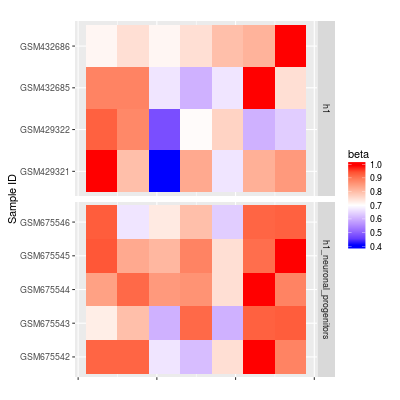 GSM432686
GSM432685
GSM429322
GSM429321
h1
GSM675546
GSM675545
GSM675544
GSM675543
GSM675542
h1_neuronal_progenitors
Sample ID
beta
1.0
0.9
0.8
0.7
0.6
0.5
0.4